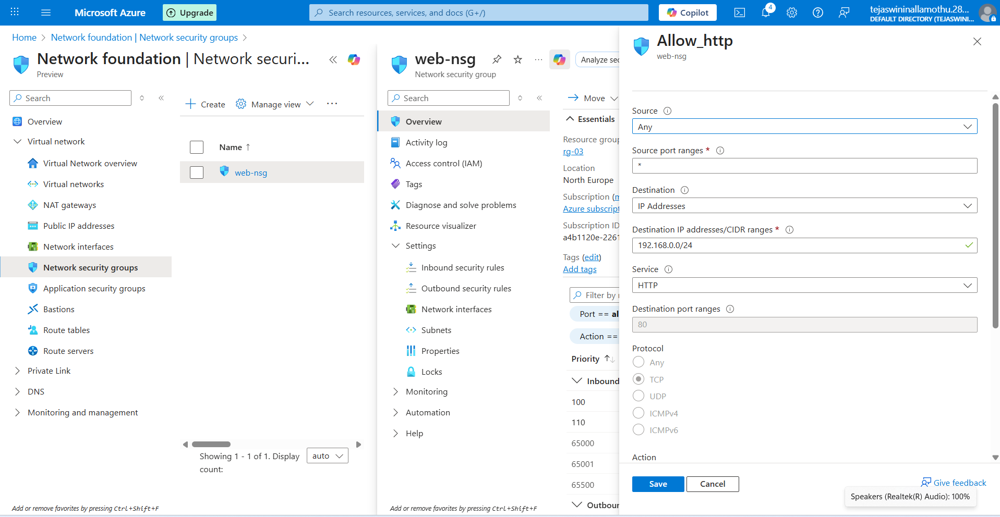 Microsoft Azure
Upgrade
Search resources, services, and docs (G+/)
Copilot
4
tejaswininallamothu.28...
DEFAULT DIRECTORY (TEJASWINI...
Home > Network foundation | Network security groups >
Network foundation | Network securi...
Preview
Search
Overview
Virtual network
Virtual Network overview
Virtual networks
NAT gateways
Public IP addresses
Network interfaces
Network security groups
Application security groups
Bastions
Route tables
Route servers
Private Link
DNS
Monitoring and management
Add or remove favorites by pressing Ctrl+Shift+F
Create
Manage view
...
Name ↑
web-nsg
Showing 1 - 1 of 1. Display
count:
auto
web-nsg
Network security group
...
Analyze sec
Search
Overview
Activity log
Access control (IAM)
Tags
Diagnose and solve problems
Resource visualizer
Settings
Inbound security rules
Outbound security rules
Network interfaces
Subnets
Properties
Locks
Monitoring
Automation
Help
Add or remove favorites by pressing Ctrl+Shift+F
Move
Essentials
Resource group
rg-03
Location
North Europe
Subscription (m
Azure subscript
Subscription ID
a4b1120e-2261
Tags (edit)
Add tags
Filter by
Port == al
Action ==
Priority ↑↓
Inbound
100
110
65000
65001
65500
Outbou
Allow_http
web-nsg
Source
Any
Source port ranges *
*
Destination
IP Addresses
Destination IP addresses/CIDR ranges *
192.168.0.0/24
Service
HTTP
Destination port ranges
80
Protocol
Any
TCP
UDP
ICMPv4
ICMPv6
Action
Save
Cancel
Give feedback
Speakers (Realtek(R) Audio): 100%